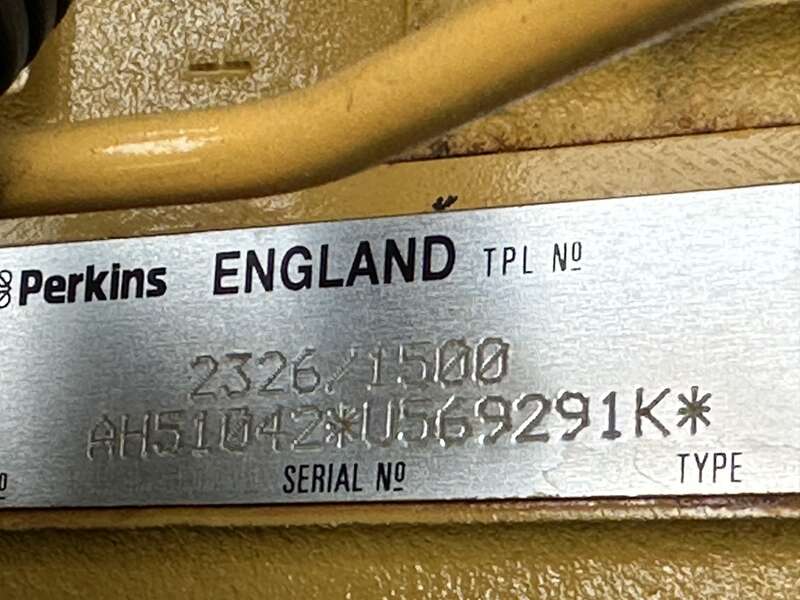 Perkins ENGLAND TPL Nº
2326/1500
AH51042*U569291K*
SERIAL Nº TYPE